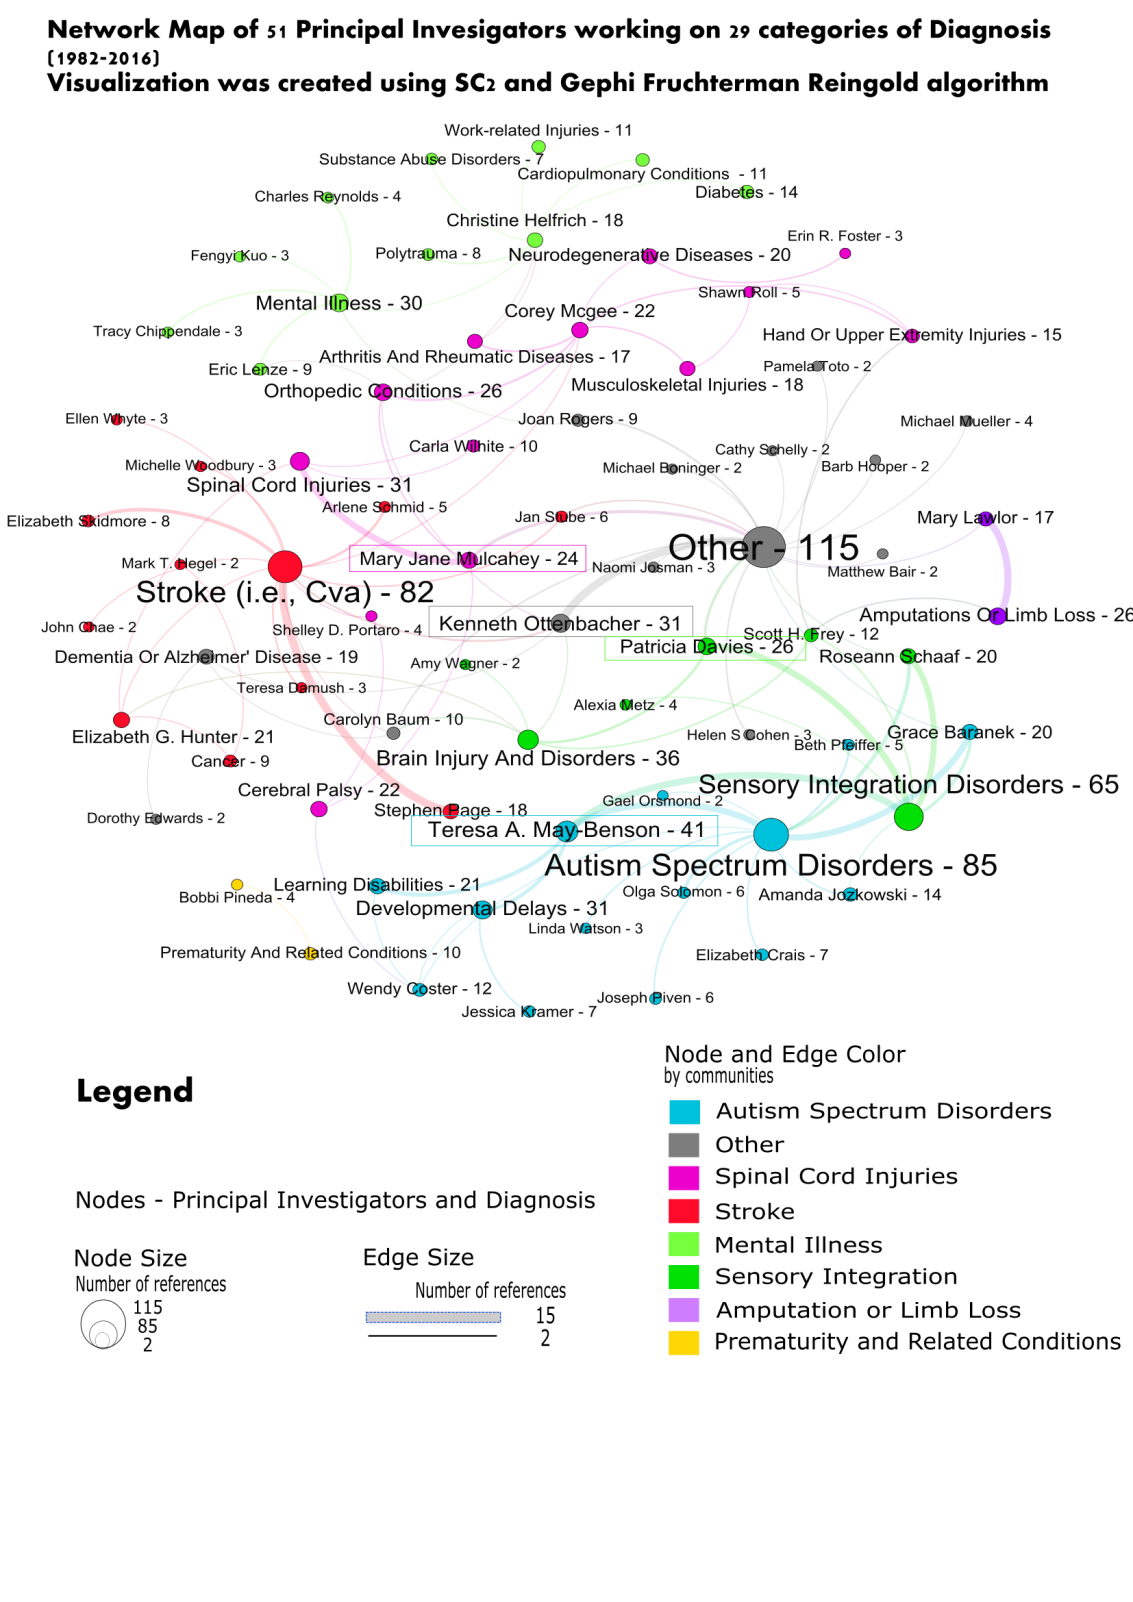 Network Map of 51 Principal Invesigators working on 29 categories of Diagnosis
(1982-2016)
Visualization was created using SC2 and Gephi Fruchterman Reingold algorithm
Work-related Injuries - 11
Substance Abuse Disorders - 7
Cardiopulmonary Conditions - 11
Diabetes - 14
Charles Reynolds - 4
Christine Helfrich - 18
Erin R. Foster - 3
Fengyi Kuo - 3
Polytrauma - 8
Neurodegenerative Diseases - 20
Shawn Roll - 5
Mental Illness - 30
Corey Mcgee - 22
Tracy Chippendale - 3
Hand Or Upper Extremity Injuries - 15
Arthritis And Rheumatic Diseases - 17
Eric Lenze - 9
Pamela Toto - 2
Orthopedic Conditions - 26
Musculoskeletal Injuries - 18
Ellen Whyte - 3
Joan Rogers - 9
Michael Mueller - 4
Carla Wilhite - 10
Cathy Schelly - 2
Michelle Woodbury - 3
Michael Boninger - 2
Barb Hooper - 2
Spinal Cord Injuries - 31
Arlene Schmid - 5
Elizabeth Skidmore - 8
Jan Stube - 6
Mary Lawlor - 17
Other - 115
Mark T. Hegel - 2
Mary Jane Mulcahey - 24
Naomi Josman - 3
Matthew Bair - 2
Stroke (i.e., Cva) - 82
Amputations Or Limb Loss - 26
John Chae - 2
Shelley D. Portaro - 4
Kenneth Ottenbacher - 31
Scott H. Frey - 12
Patricia Davies - 26
Dementia Or Alzheimer' Disease - 19
Amy Wagner - 2
Roseann Schaaf - 20
Teresa Damush - 3
Alexia Metz - 4
Carolyn Baum - 10
Elizabeth G. Hunter - 21
Helen S Cohen - 3
Grace Baranek - 20
Beth Pfeiffer - 5
Cancer - 9
Brain Injury And Disorders - 36
Sensory Integration Disorders - 65
Cerebral Palsy - 22
Gael Orsmond - 2
Dorothy Edwards - 2
Stephen Page - 18
Teresa A. May-Benson - 41
Autism Spectrum Disorders - 85
Learning Disabilities - 21
Bobbi Pineda - 4
Olga Solomon - 6
Amanda Jozkowski - 14
Developmental Delays - 31
Linda Watson - 3
Prematurity And Related Conditions - 10
Elizabeth Crais - 7
Wendy Coster - 12
Joseph Piven - 6
Jessica Kramer - 7
Legend
Nodes - Principal Investigators and Diagnosis
Node Size
Number of references
115
85
2
Edge Size
Number of references
15
2
Node and Edge Color
by communities
Autism Spectrum Disorders
Other
Spinal Cord Injuries
Stroke
Mental Illness
Sensory Integration
Amputation or Limb Loss
Prematurity and Related Conditions